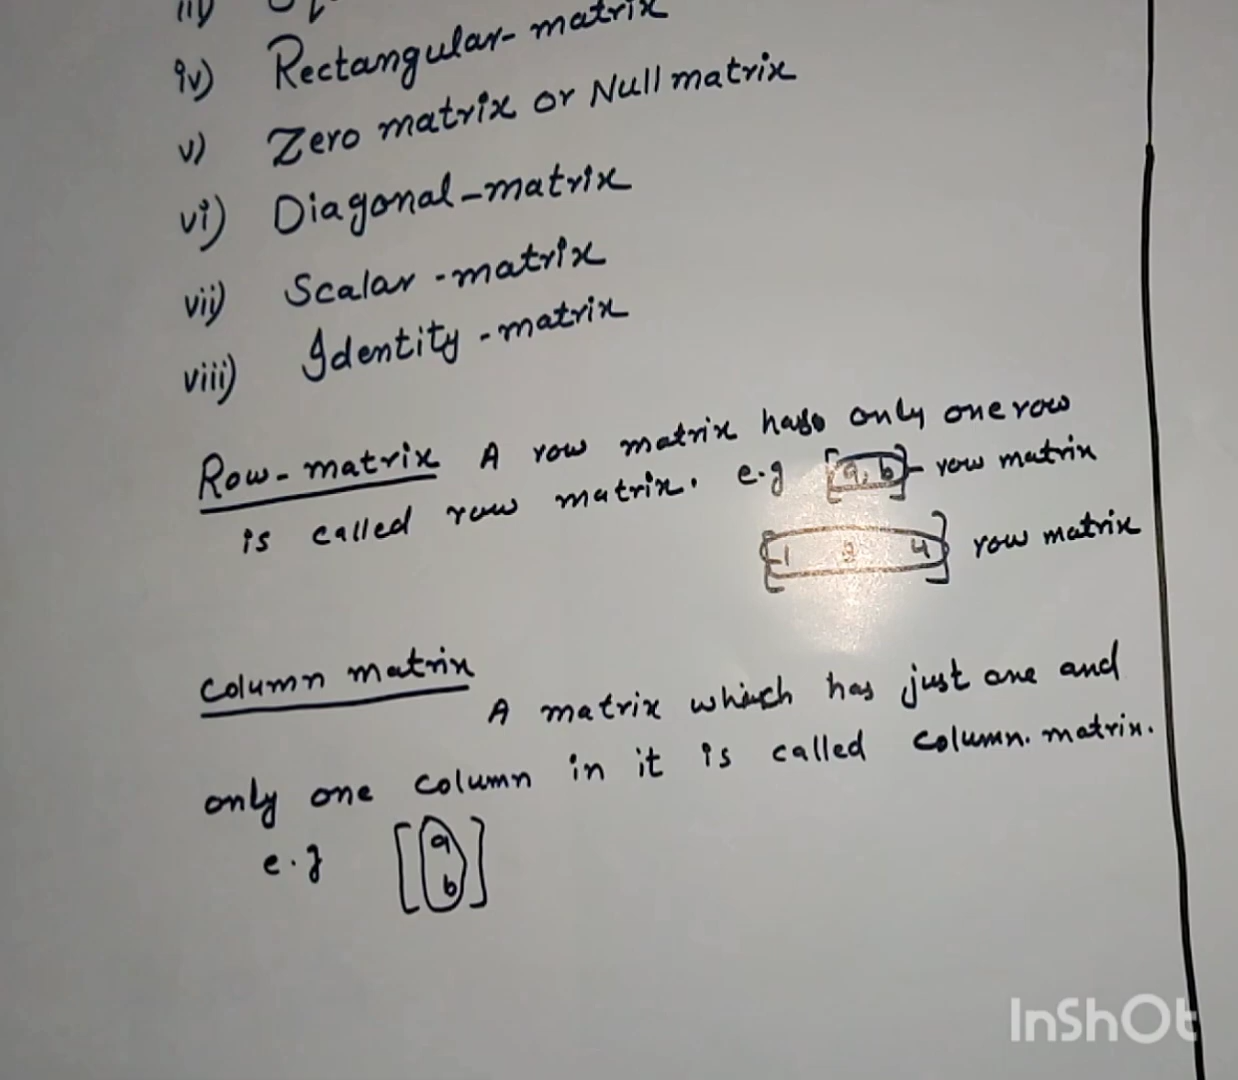 iii)
iv) Rectangular- matrix
v) Zero matrix or Null matrix
vi) Diagonal-matrix
vii) Scalar -matrix
viii) Identity -matrix
Row-matrix A row matrix has only one row
is called row matrix. e.g [a, b] - row matrix
[-1 4] row matrix
Column matrix
A matrix which has just one and
only one column in it is called column. matrix.
e.g [a
b]
InShOt